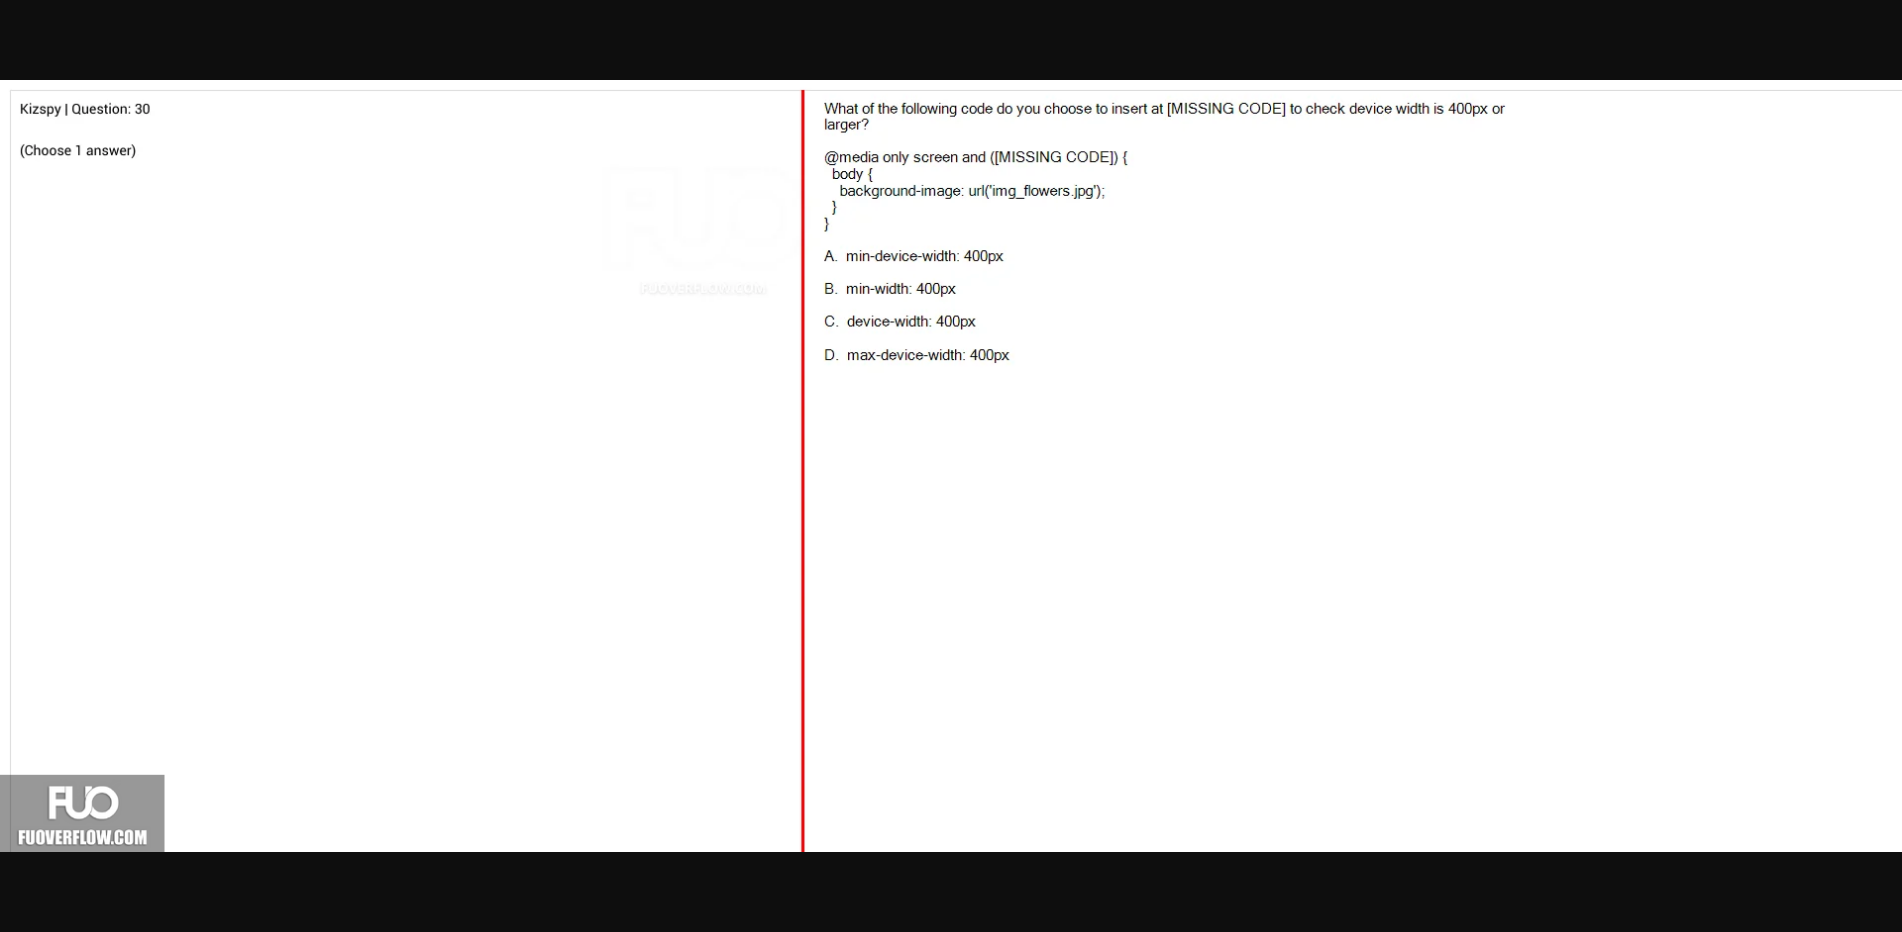 Kizspy | Question: 30
(Choose 1 answer)
FUOVERFLOW.COM
What of the following code do you choose to insert at [MISSING CODE] to check device width is 400px or
larger?
@media only screen and ([MISSING CODE]) {
body {
background-image: url('img_flowers.jpg');
}
}
A. min-device-width: 400px
B. min-width: 400px
C. device-width: 400px
D. max-device-width: 400px
FUO
FUOVERFLOW.COM